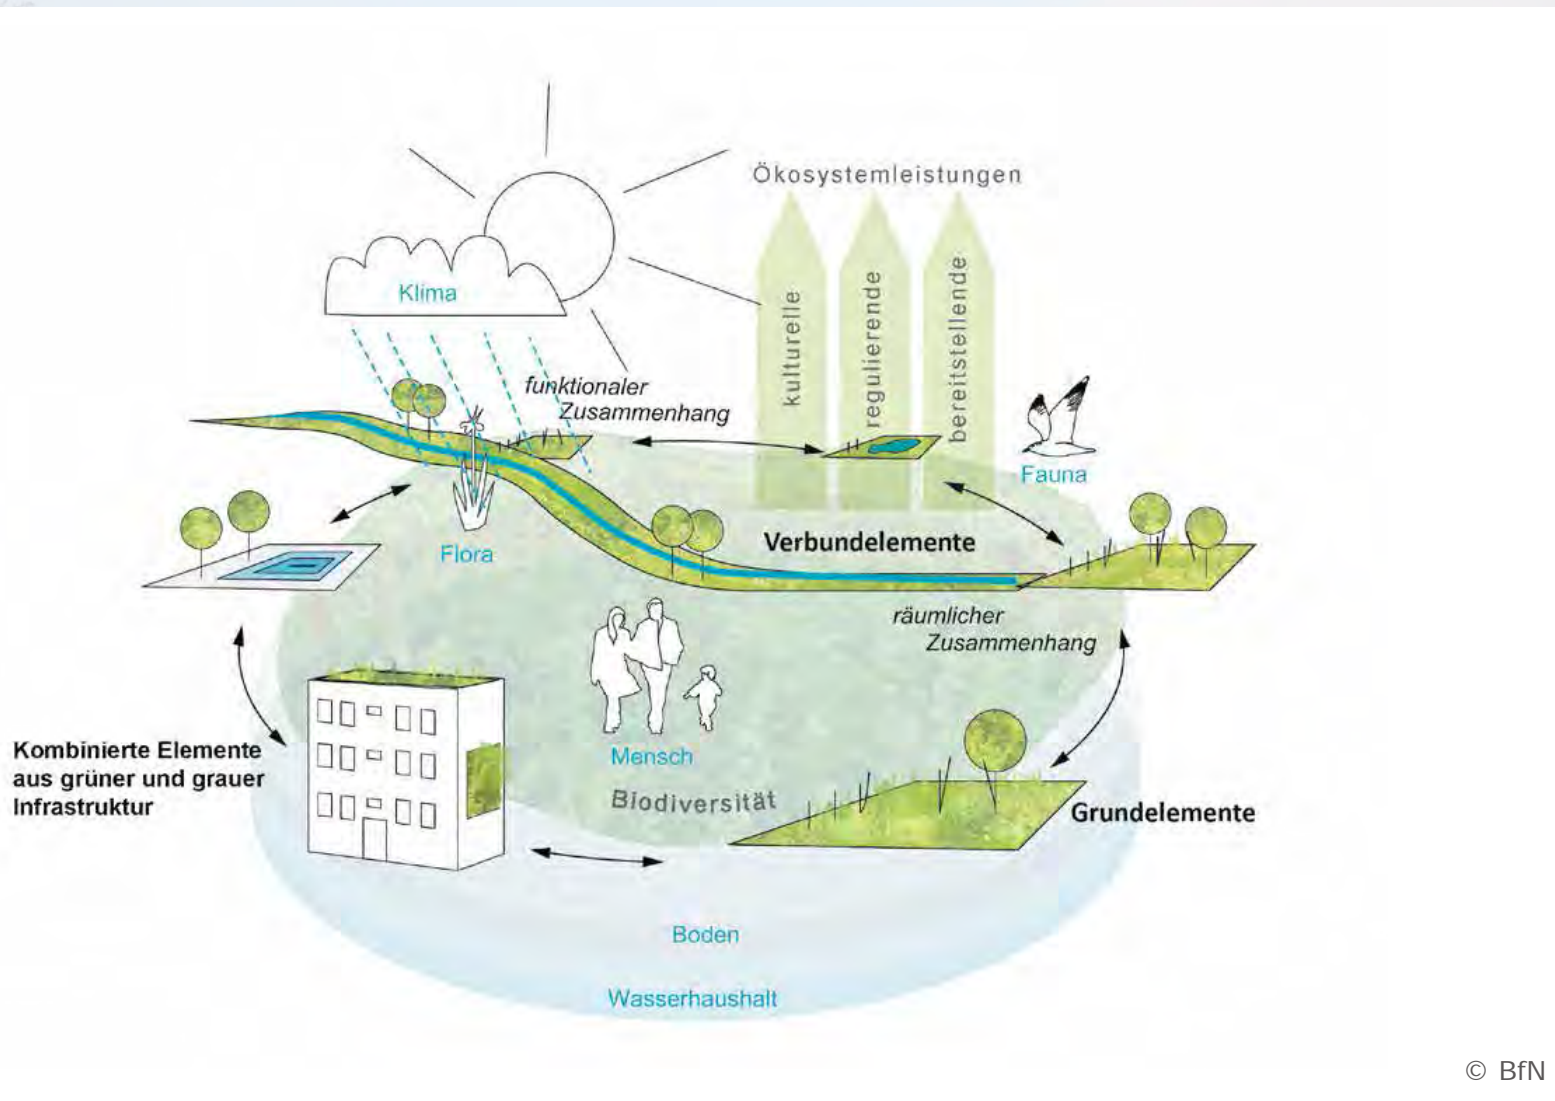 Ökosystemleistungen
kulturelle
regulierende
bereitstellende
Klima
funktionaler
Zusammenhang
Fauna
Verbundelemente
Flora
räumlicher
Zusammenhang
Kombinierte Elemente
aus grüner und grauer
Infrastruktur
Mensch
Biodiversität
Grundelemente
Boden
Wasserhaushalt
© BfN